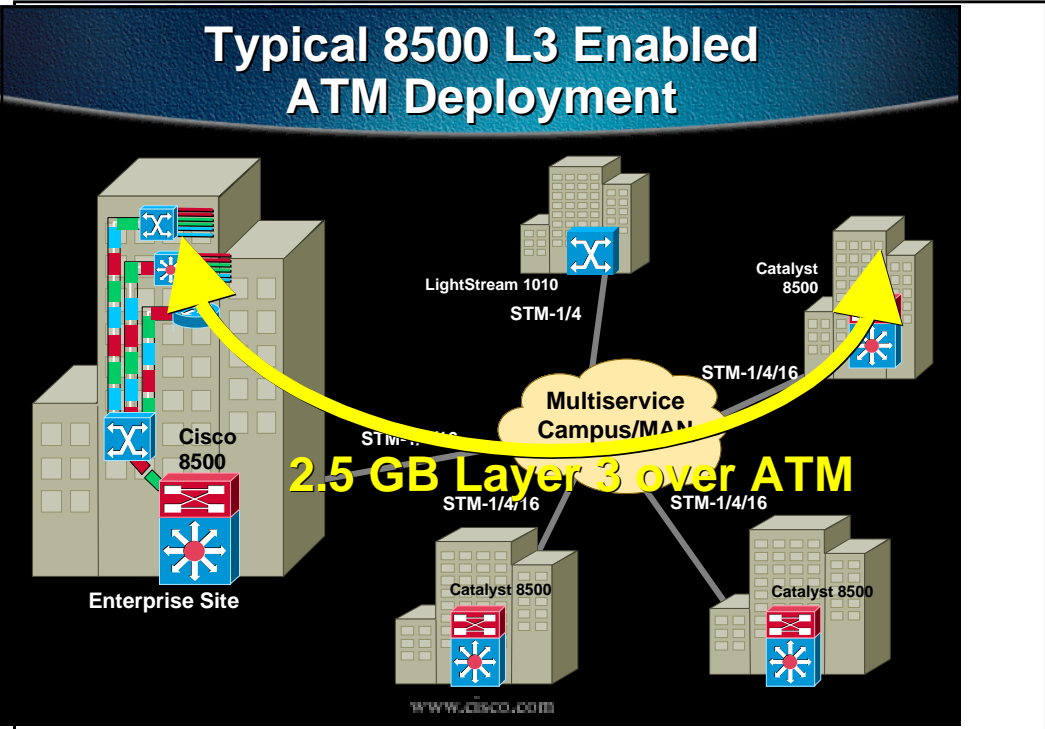 Typical 8500 L3 Enabled
ATM Deployment
LightStream 1010
STM-1/4
Catalyst
8500
STM-1/4/16
Multiservice
Campus/MAN
Cisco
8500
2.5 GB Layer 3 over ATM
STM-1/4/16
STM-1/4/16
Enterprise Site
Catalyst 8500
Catalyst 8500
www.cisco.com